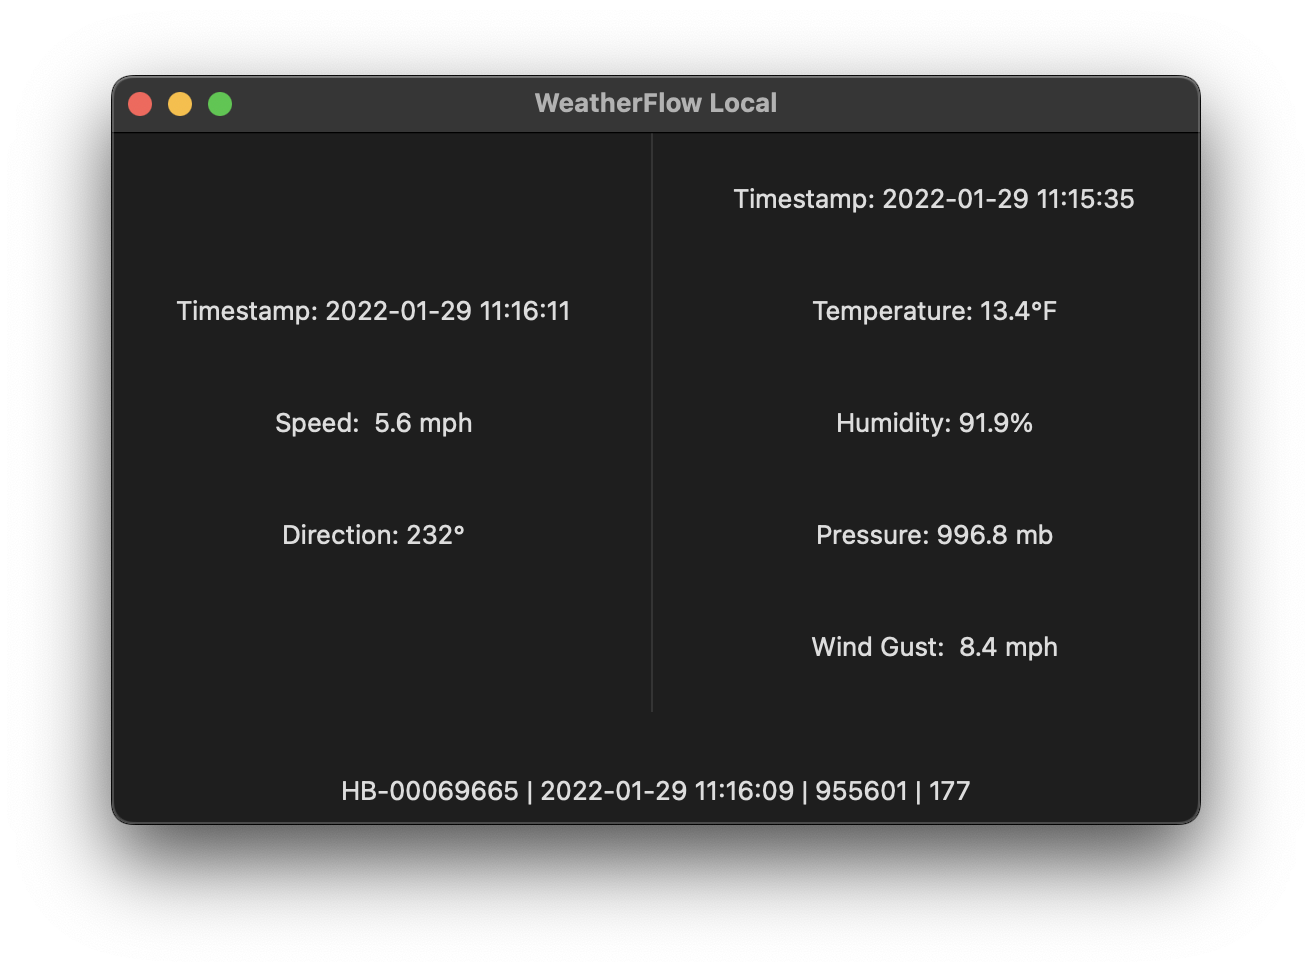 WeatherFlow Local
Timestamp: 2022-01-29 11:16:11
Speed:  5.6 mph
Direction: 232°
Timestamp: 2022-01-29 11:15:35
Temperature: 13.4°F
Humidity: 91.9%
Pressure: 996.8 mb
Wind Gust:  8.4 mph
HB-00069665 | 2022-01-29 11:16:09 | 955601 | 177